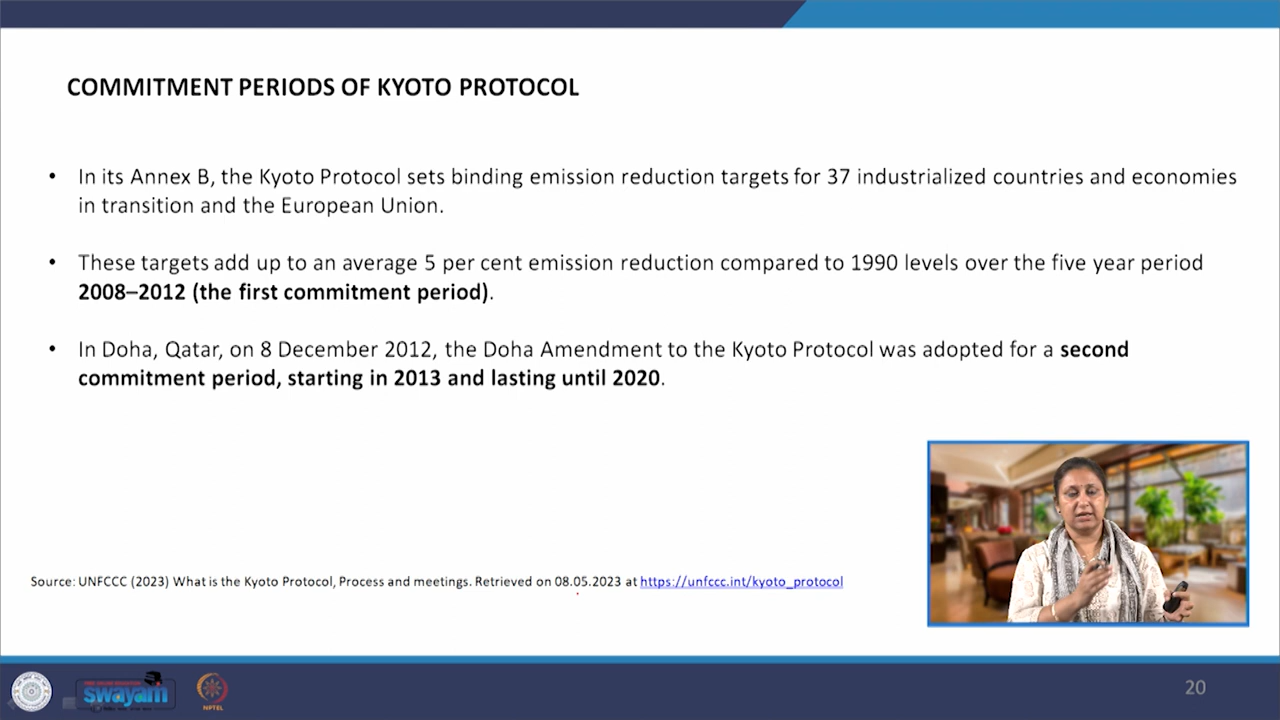 COMMITMENT PERIODS OF KYOTO PROTOCOL
• In its Annex B, the Kyoto Protocol sets binding emission reduction targets for 37 industrialized countries and economies
in transition and the European Union.
• These targets add up to an average 5 per cent emission reduction compared to 1990 levels over the five year period
2008–2012 (the first commitment period).
• In Doha, Qatar, on 8 December 2012, the Doha Amendment to the Kyoto Protocol was adopted for a second
commitment period, starting in 2013 and lasting until 2020.
Source: UNFCCC (2023) What is the Kyoto Protocol, Process and meetings. Retrieved on 08.05.2023 at https://unfccc.int/kyoto_protocol
swayam
NPTEL
20